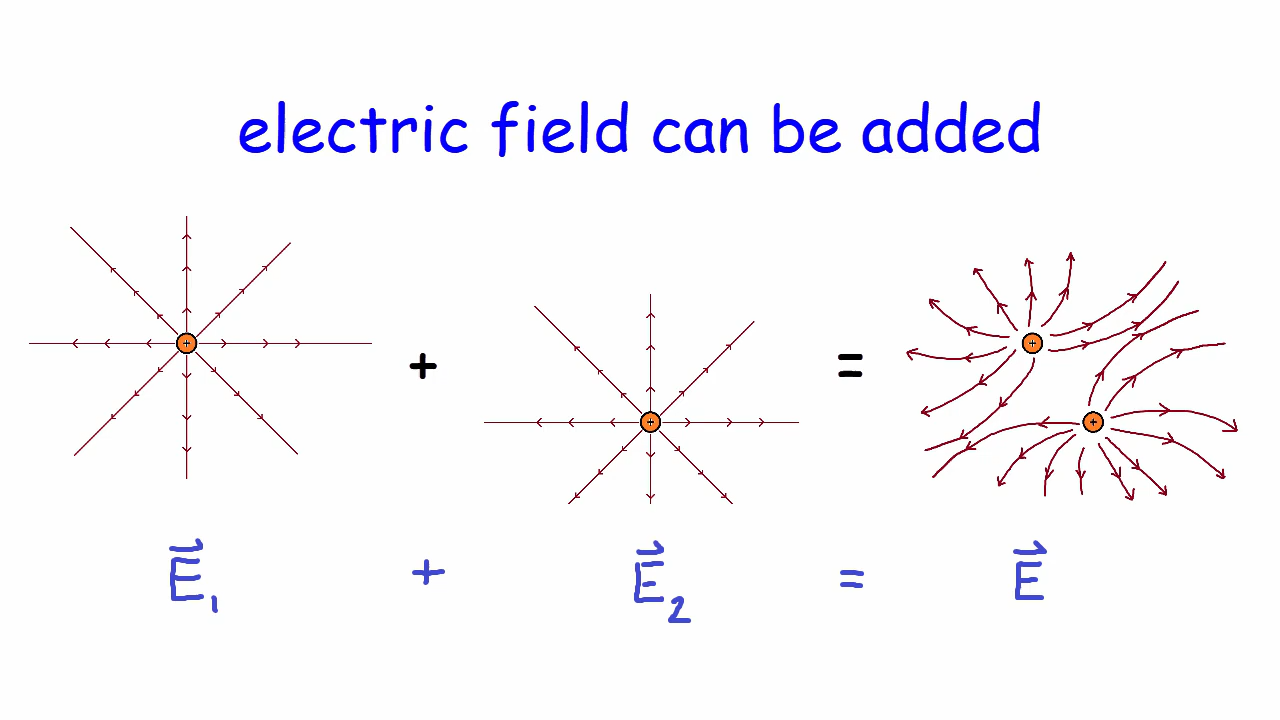 electric field can be added
+ + + = + +
E⃗₁ + E⃗₂ = E⃗